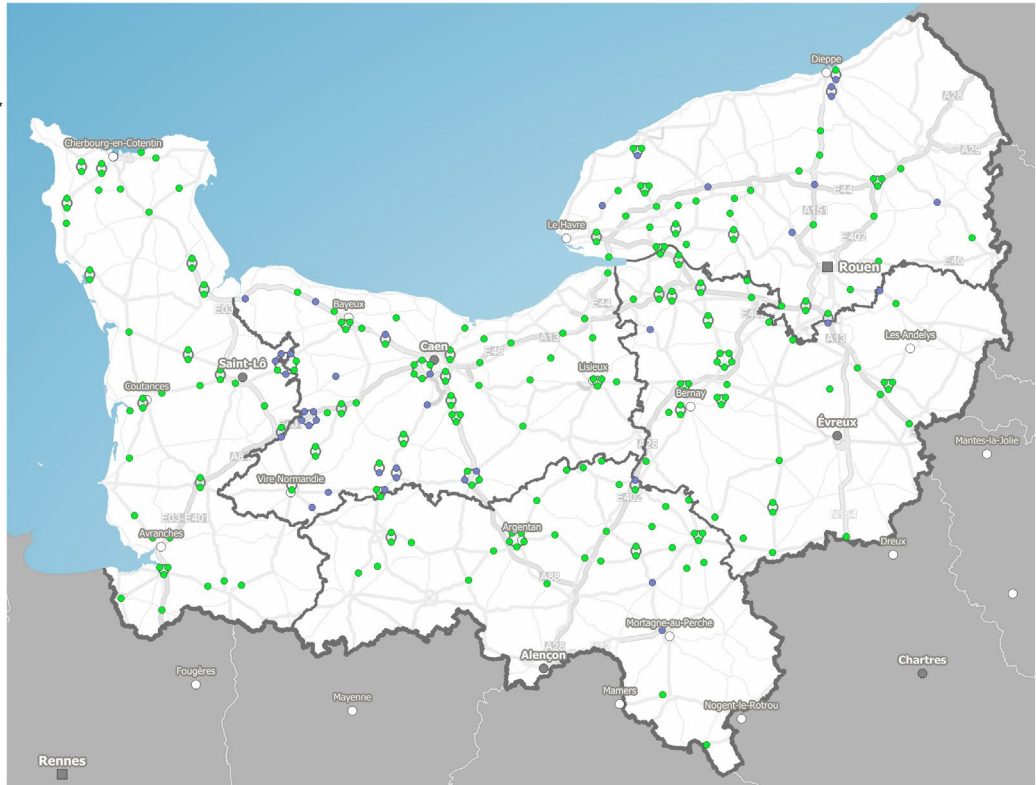 Dieppe
A28
Cherbourg-en-Cotentin
A29
E44
A151
Le Havre
E402
E46
Rouen
E03
E44
Bayeux
A13
Les Andelys
Caen
E46
A13
Saint-Lô
Lisieux
Coutances
Bernay
Évreux
Mantes-la-Jolie
A28
Vire Normandie
E402
E03-E401
Argentan
N154
Avranches
Dreux
A88
Mortagne-au-Perche
A28
Alençon
Chartres
Fougères
Mayenne
Mamers
Nogent-le-Rotrou
Rennes